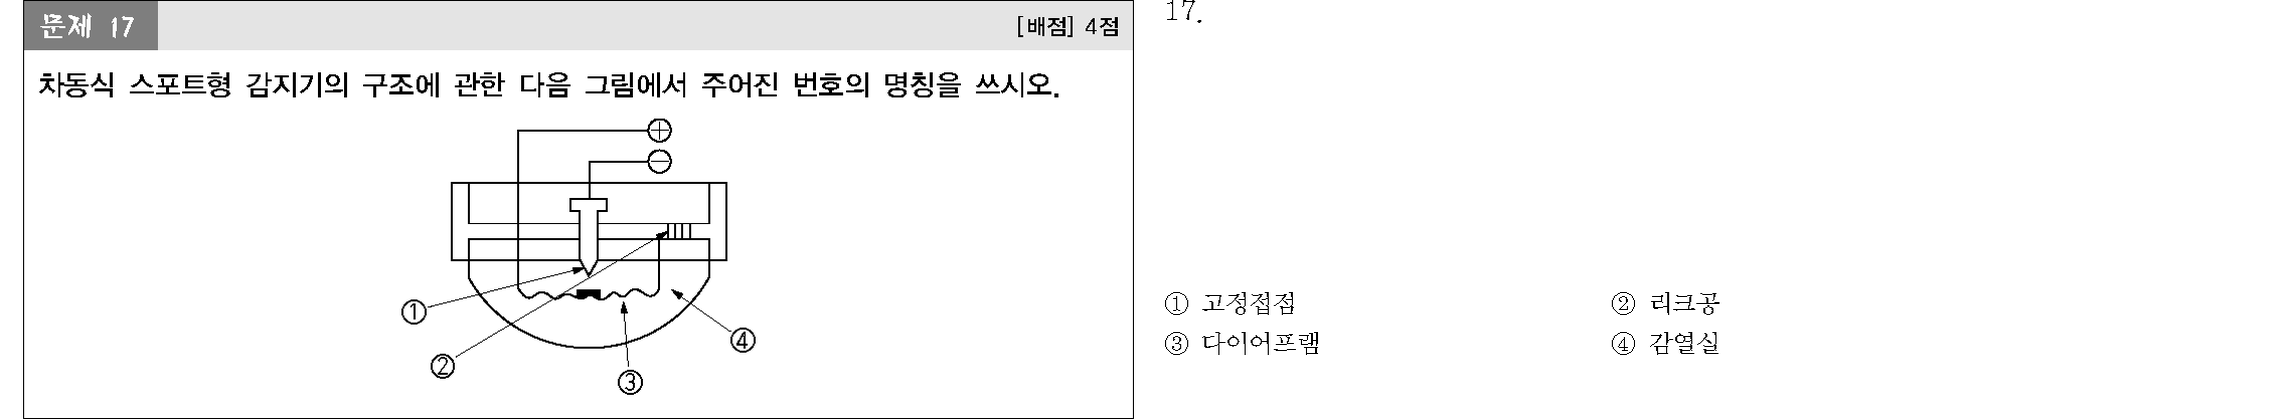 문제 17
[배점] 4점
차동식 스포트형 감지기의 구조에 관한 다음 그림에서 주어진 번호의 명칭을 쓰시오.
+
−
①
②
③
④
17.
① 고정접점 ② 리크공
③ 다이어프램 ④ 감열실